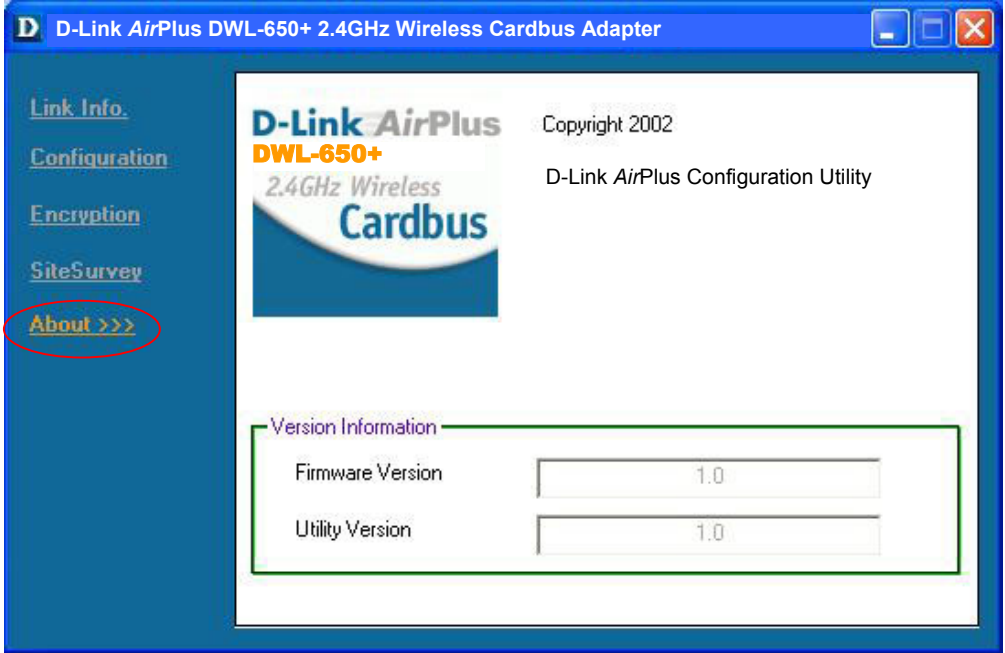 D D-Link AirPlus DWL-650+ 2.4GHz Wireless Cardbus Adapter
Link Info.
Configuration
Encryption
SiteSurvey
About >>>
D-Link AirPlus
DWL-650+
2.4GHz Wireless
Cardbus
Copyright 2002
D-Link AirPlus Configuration Utility
Version Information
Firmware Version 1.0
Utility Version 1.0